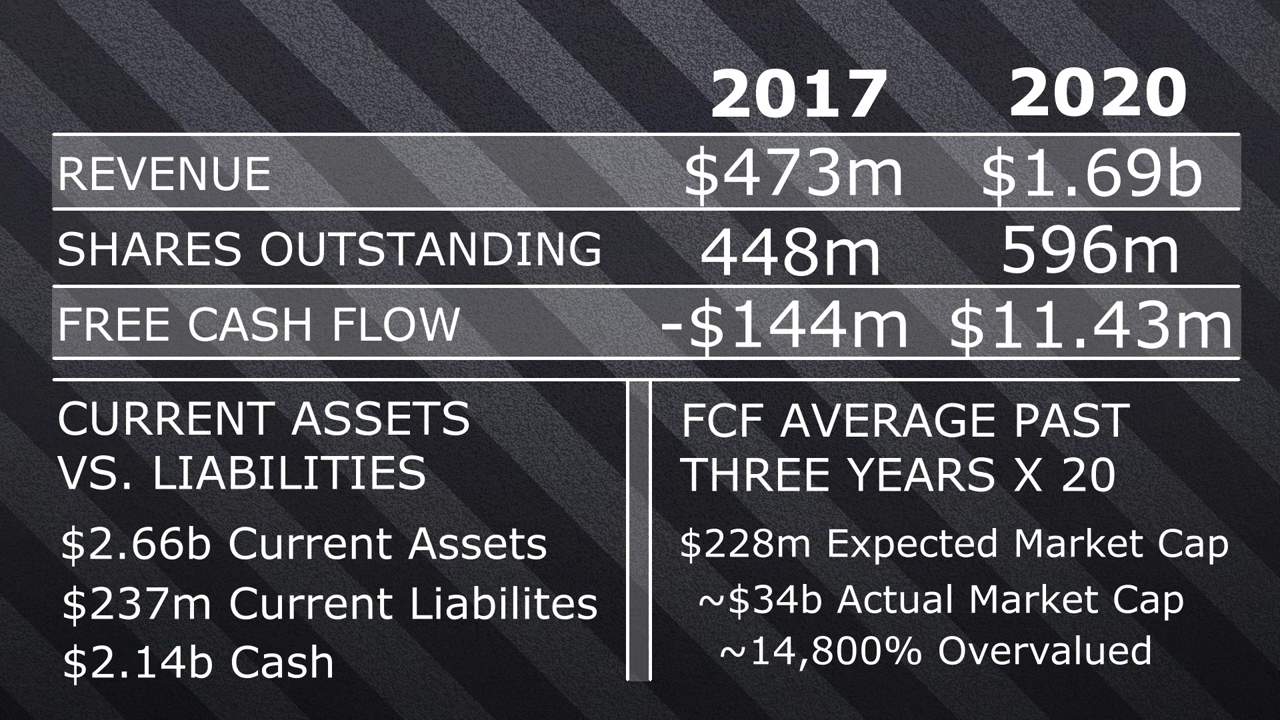 2017 2020
REVENUE $473m $1.69b
SHARES OUTSTANDING 448m 596m
FREE CASH FLOW -$144m $11.43m
CURRENT ASSETS
VS. LIABILITIES
$2.66b Current Assets
$237m Current Liabilites
$2.14b Cash
FCF AVERAGE PAST
THREE YEARS X 20
$228m Expected Market Cap
~$34b Actual Market Cap
~14,800% Overvalued